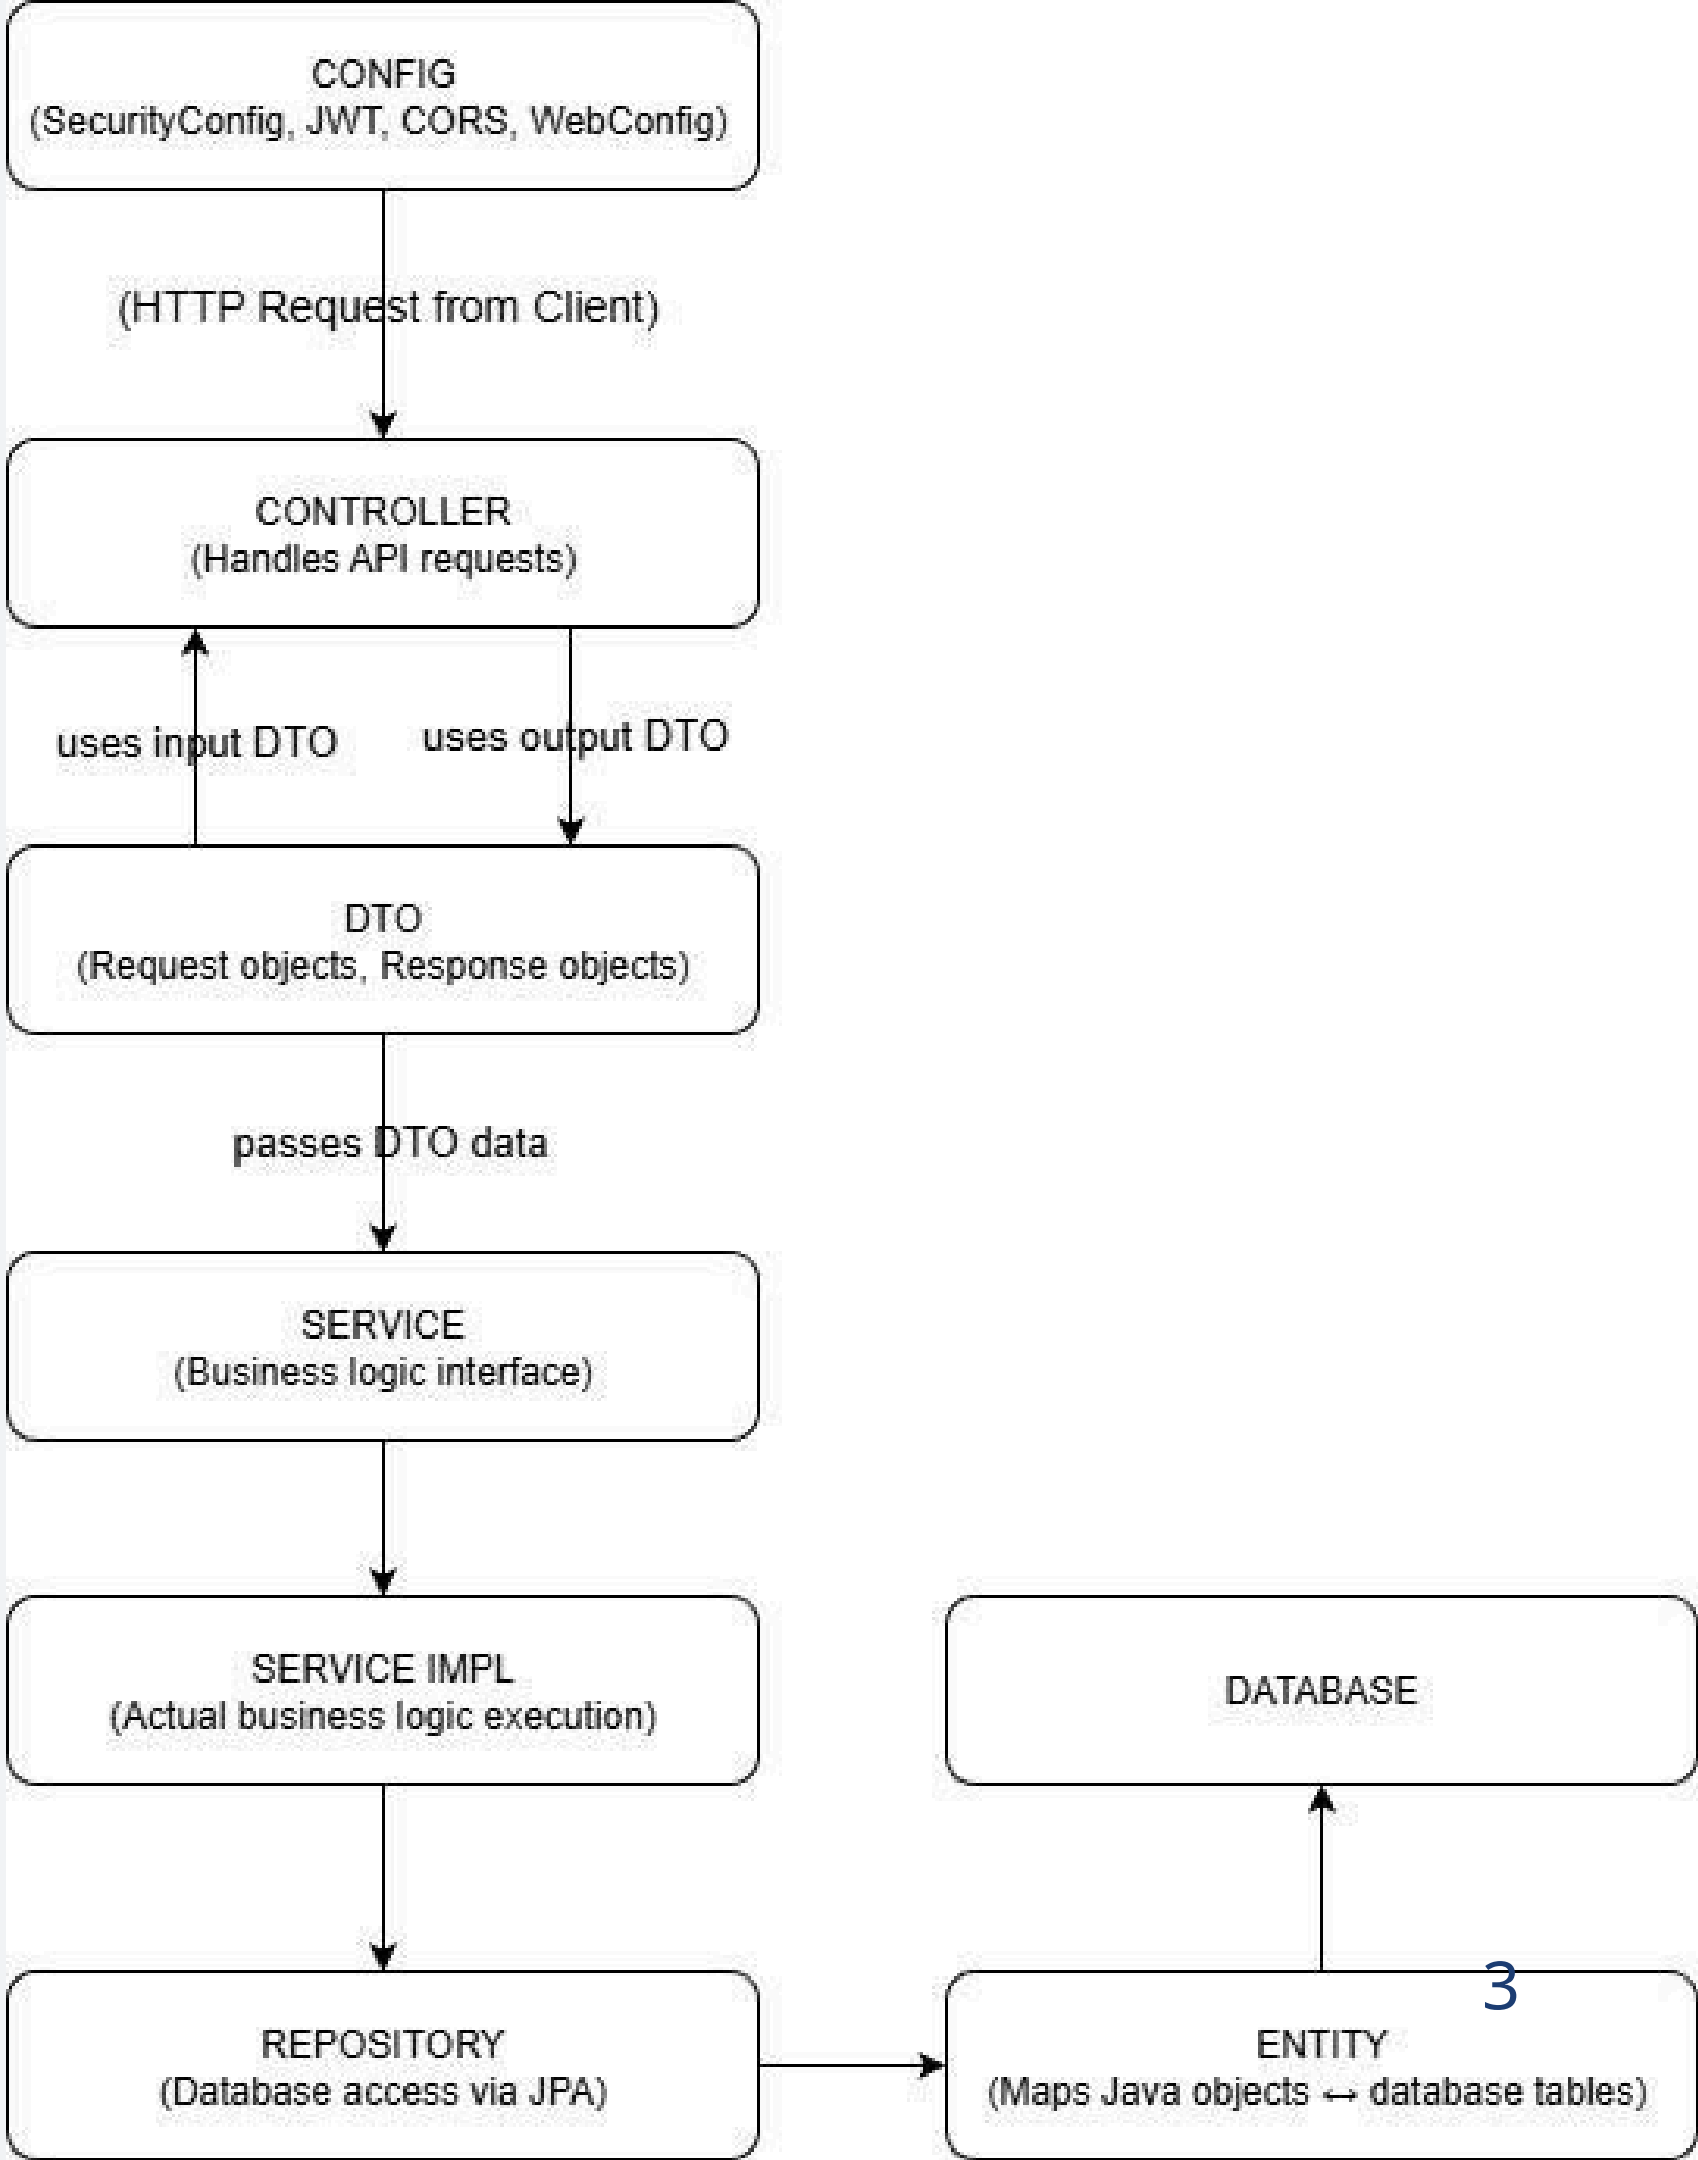 CONFIG
(SecurityConfig, JWT, CORS, WebConfig)
(HTTP Request from Client)
CONTROLLER
(Handles API requests)
uses input DTO
uses output DTO
DTO
(Request objects, Response objects)
passes DTO data
SERVICE
(Business logic interface)
SERVICE IMPL
(Actual business logic execution)
DATABASE
REPOSITORY
(Database access via JPA)
3
ENTITY
(Maps Java objects ↔ database tables)